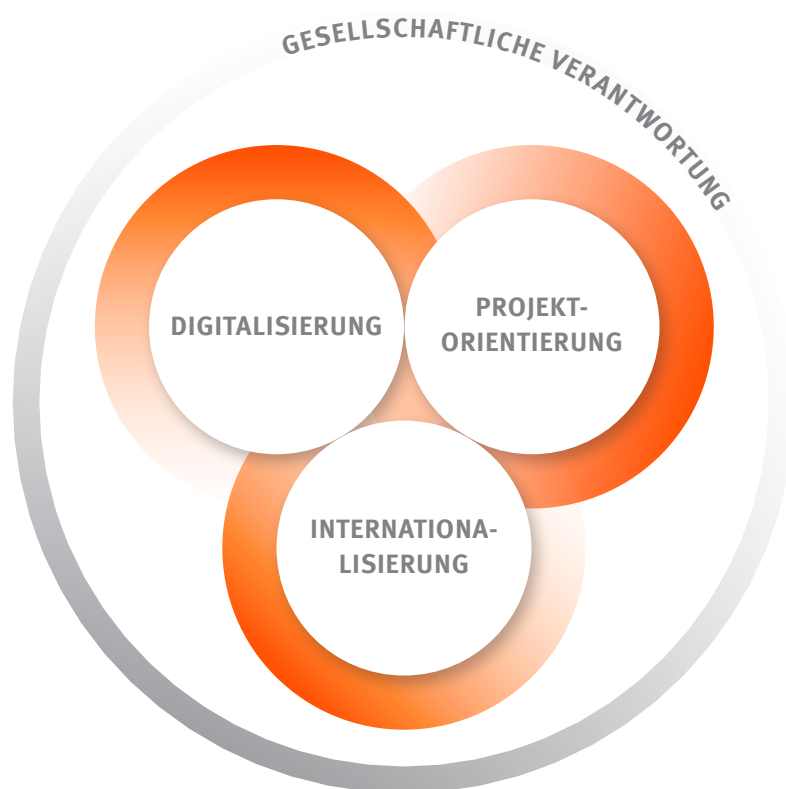 GESELLSCHAFTLICHE VERANTWORTUNG
DIGITALISIERUNG
PROJEKT-
ORIENTIERUNG
INTERNATIONA-
LISIERUNG